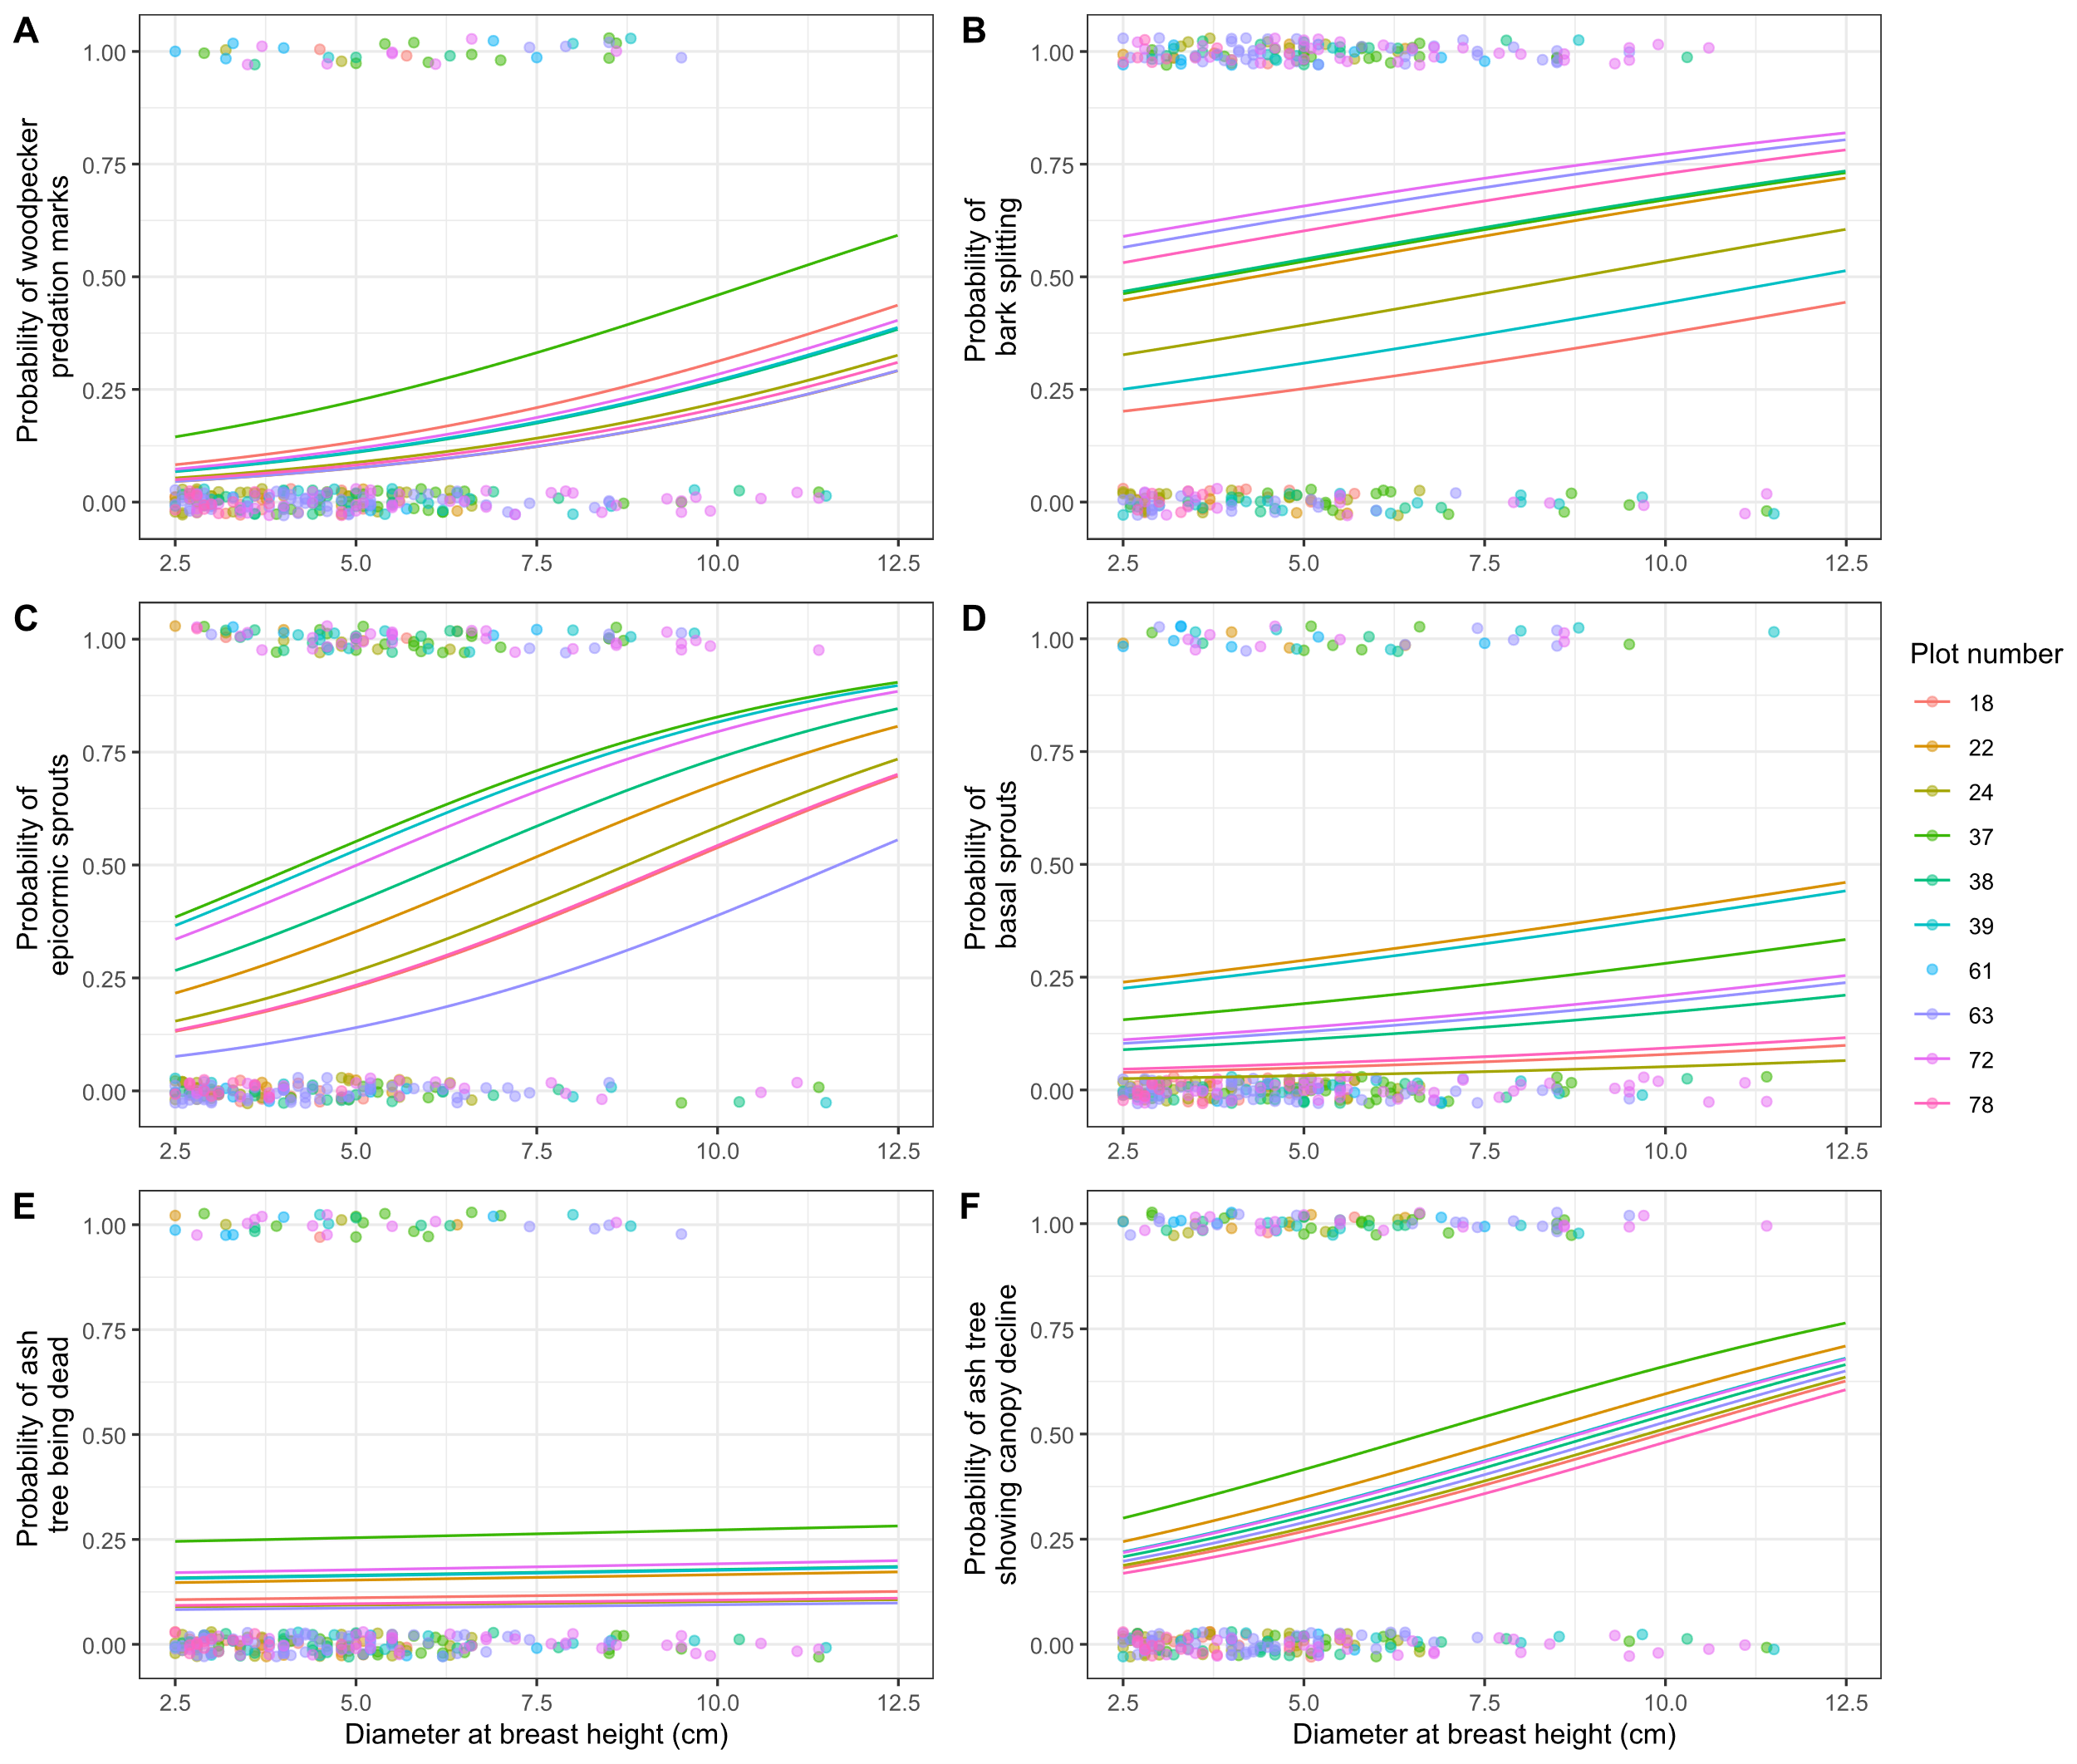 A
Probability of woodpecker
predation marks
1.00
0.75
0.50
0.25
0.00
2.5 5.0 7.5 10.0 12.5
B
Probability of
bark splitting
1.00
0.75
0.50
0.25
0.00
2.5 5.0 7.5 10.0 12.5
C
Probability of
epicormic sprouts
1.00
0.75
0.50
0.25
0.00
2.5 5.0 7.5 10.0 12.5
D
Probability of
basal sprouts
1.00
0.75
0.50
0.25
0.00
2.5 5.0 7.5 10.0 12.5
E
Probability of ash
tree being dead
1.00
0.75
0.50
0.25
0.00
2.5 5.0 7.5 10.0 12.5
Diameter at breast height (cm)
F
Probability of ash tree
showing canopy decline
1.00
0.75
0.50
0.25
0.00
2.5 5.0 7.5 10.0 12.5
Diameter at breast height (cm)
Plot number
18
22
24
37
38
39
61
63
72
78